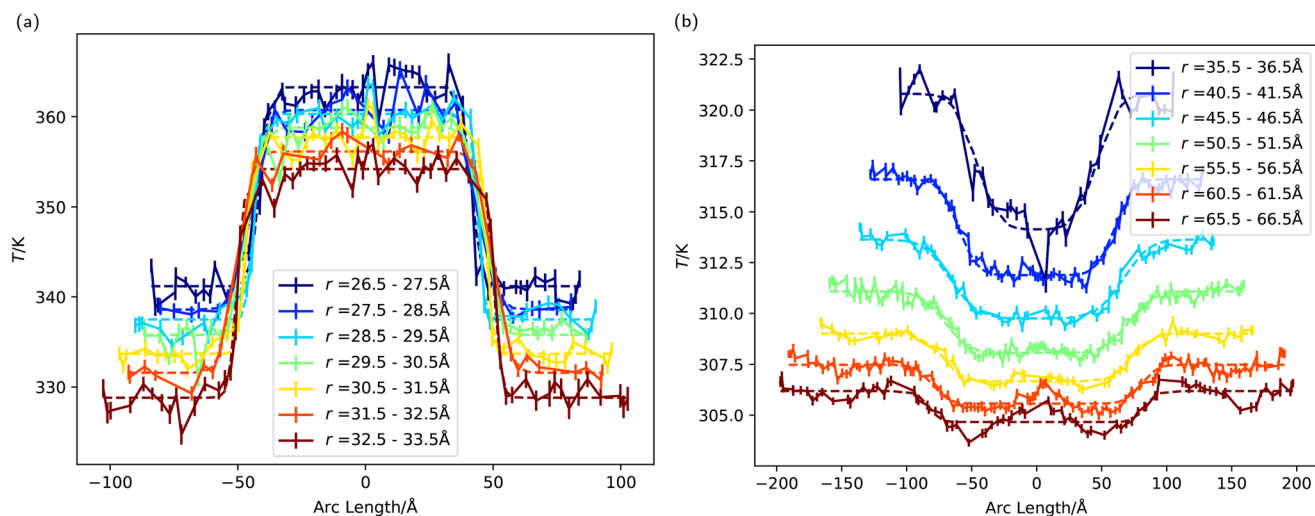 (a)
360
350
340
330
T/K
−100
−50
0
50
100
Arc Length/Å
r =26.5 - 27.5Å
r =27.5 - 28.5Å
r =28.5 - 29.5Å
r =29.5 - 30.5Å
r =30.5 - 31.5Å
r =31.5 - 32.5Å
r =32.5 - 33.5Å
(b)
322.5
320.0
317.5
315.0
312.5
310.0
307.5
305.0
T/K
−200
−150
−100
−50
0
50
100
150
200
Arc Length/Å
r =35.5 - 36.5Å
r =40.5 - 41.5Å
r =45.5 - 46.5Å
r =50.5 - 51.5Å
r =55.5 - 56.5Å
r =60.5 - 61.5Å
r =65.5 - 66.5Å